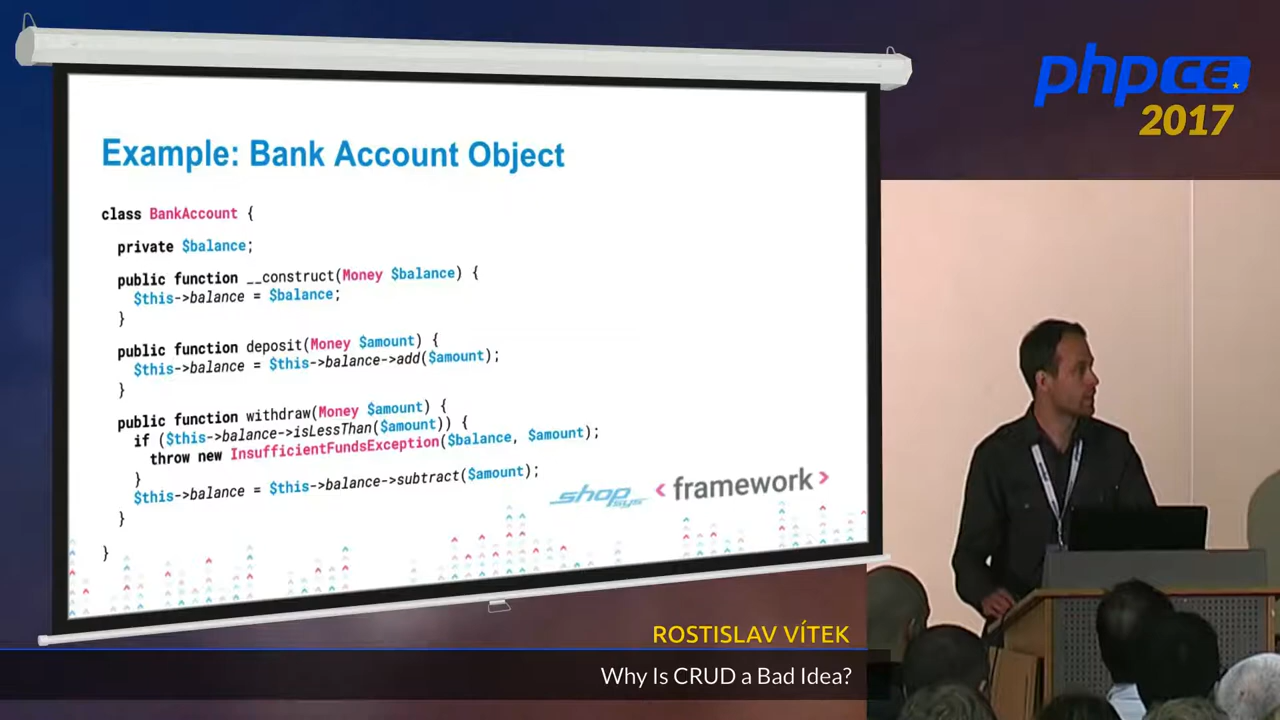 phpCE
2017
Example: Bank Account Object
class BankAccount {
private $balance;
public function __construct(Money $balance) {
$this->balance = $balance;
}
public function deposit(Money $amount) {
$this->balance = $this->balance->add($amount);
}
public function withdraw(Money $amount) {
if ($this->balance->isLessThan($amount)) {
throw new InsufficientFundsException($balance, $amount);
}
$this->balance = $this->balance->subtract($amount);
}
}
shopsys < framework >
ROSTISLAV VÍTEK
Why Is CRUD a Bad Idea?